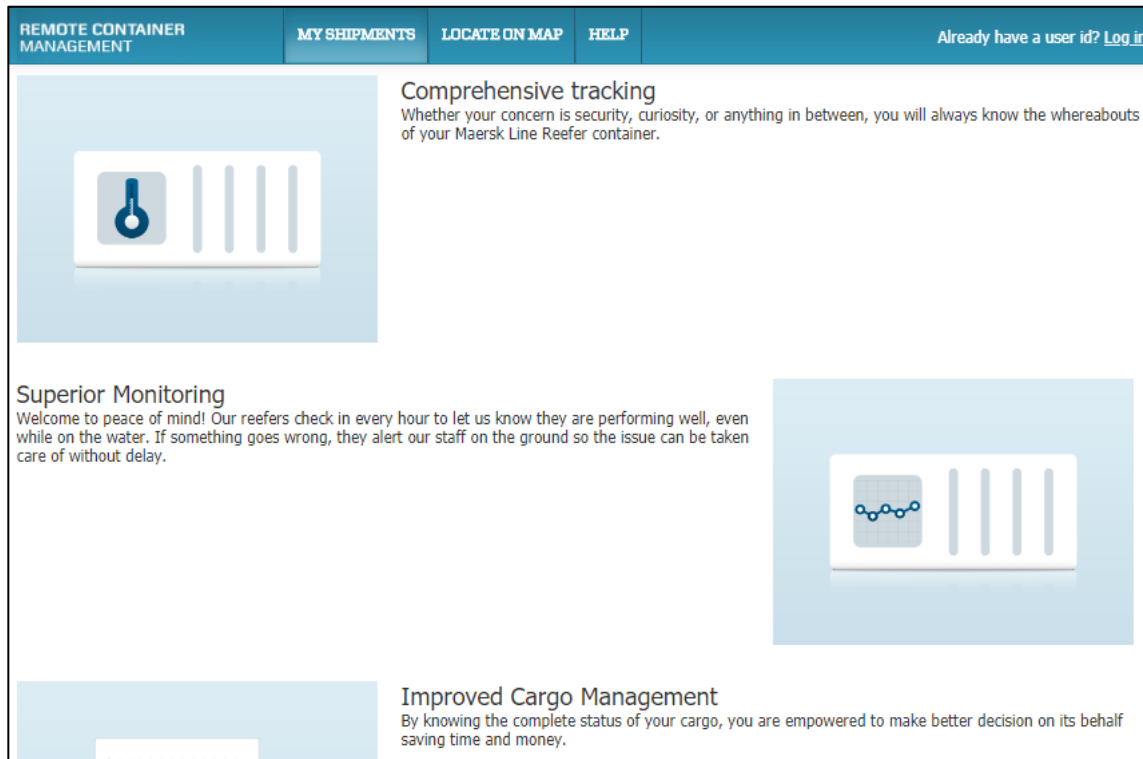 REMOTE CONTAINER
MANAGEMENT
MY SHIPMENTS
LOCATE ON MAP
HELP
Already have a user id? Log in
Comprehensive tracking
Whether your concern is security, curiosity, or anything in between, you will always know the whereabouts
of your Maersk Line Reefer container.
Superior Monitoring
Welcome to peace of mind! Our reefers check in every hour to let us know they are performing well, even
while on the water. If something goes wrong, they alert our staff on the ground so the issue can be taken
care of without delay.
Improved Cargo Management
By knowing the complete status of your cargo, you are empowered to make better decision on its behalf
saving time and money.